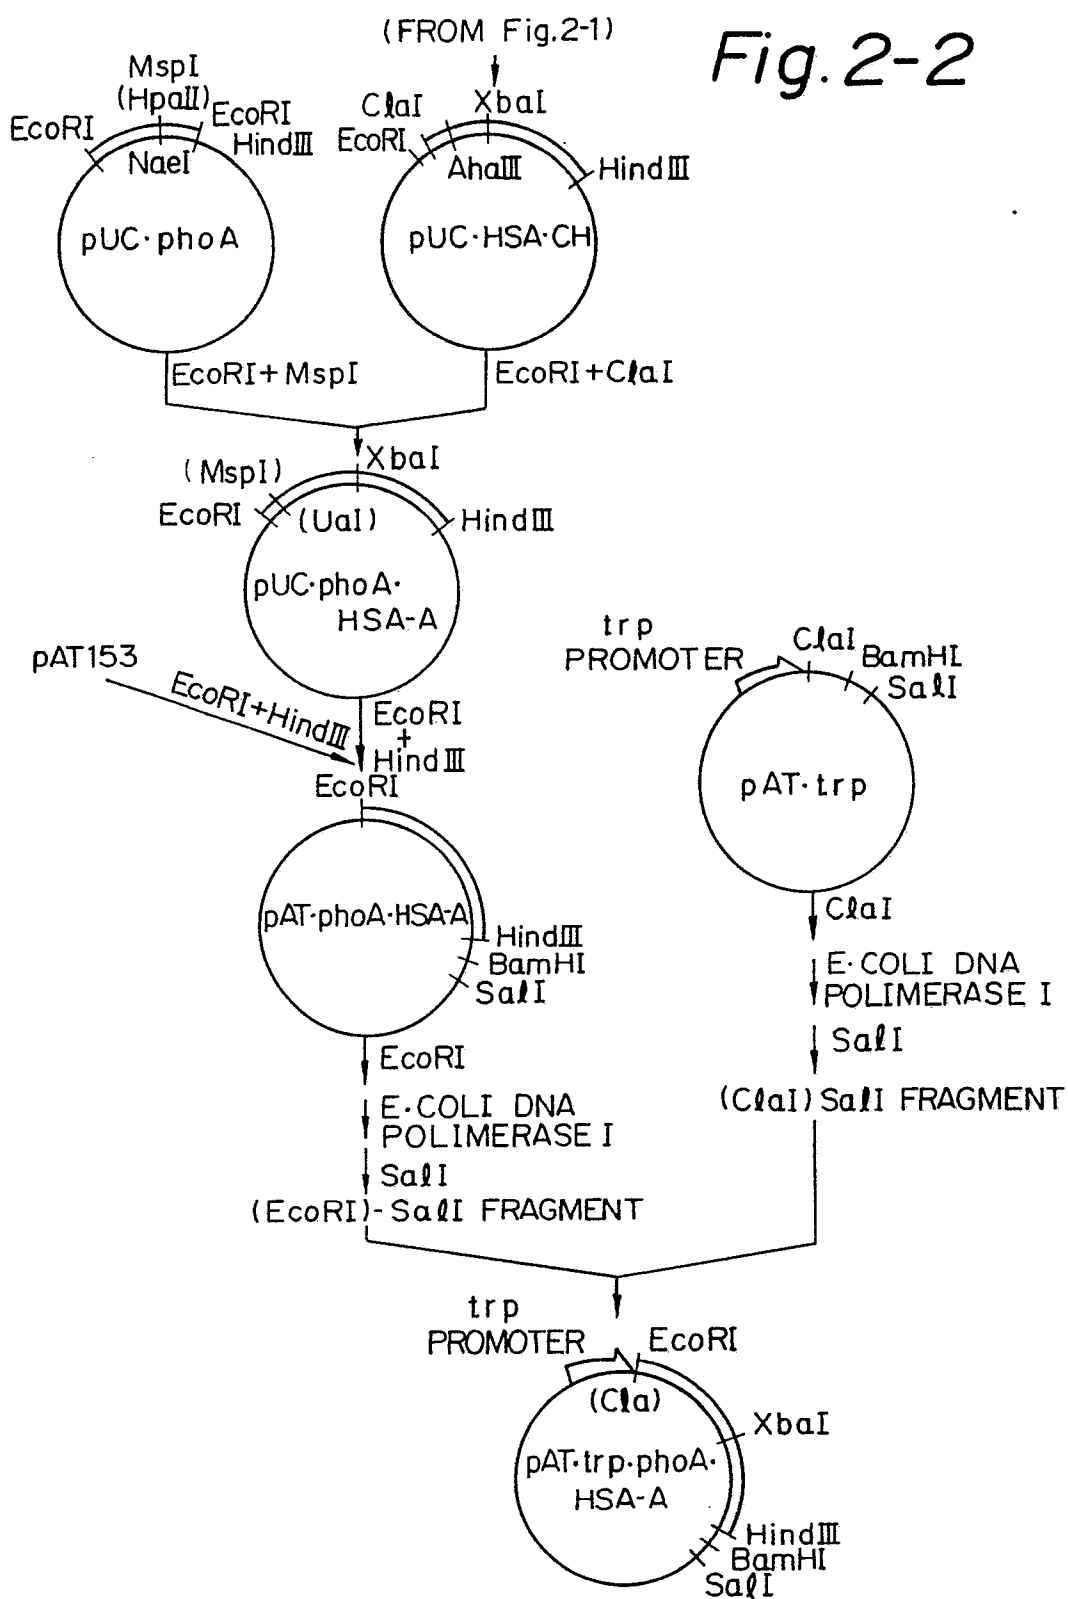 (FROM Fig.2-1)
Fig. 2-2
MspI
(HpaII)
EcoRI
EcoRI
HindIII
NaeI
pUC·phoA
ClaI
XbaI
EcoRI
AhaIII
HindIII
pUC·HSA·CH
EcoRI+MspI
EcoRI+ClaI
(MspI)
XbaI
EcoRI
(UaI)
HindIII
pUC·phoA·
HSA-A
pAT153
EcoRI+HindIII
EcoRI
+
HindIII
trp
PROMOTER
ClaI
BamHI
SalI
pAT·trp
EcoRI
pAT·phoA·HSA-A
HindIII
BamHI
SalI
ClaI
E·COLI DNA
POLIMERASE I
SalI
(ClaI) SalI FRAGMENT
EcoRI
E·COLI DNA
POLIMERASE I
SalI
(EcoRI)- SalI FRAGMENT
trp
PROMOTER
EcoRI
(Cla)
XbaI
pAT·trp·phoA·
HSA-A
HindIII
BamHI
SalI